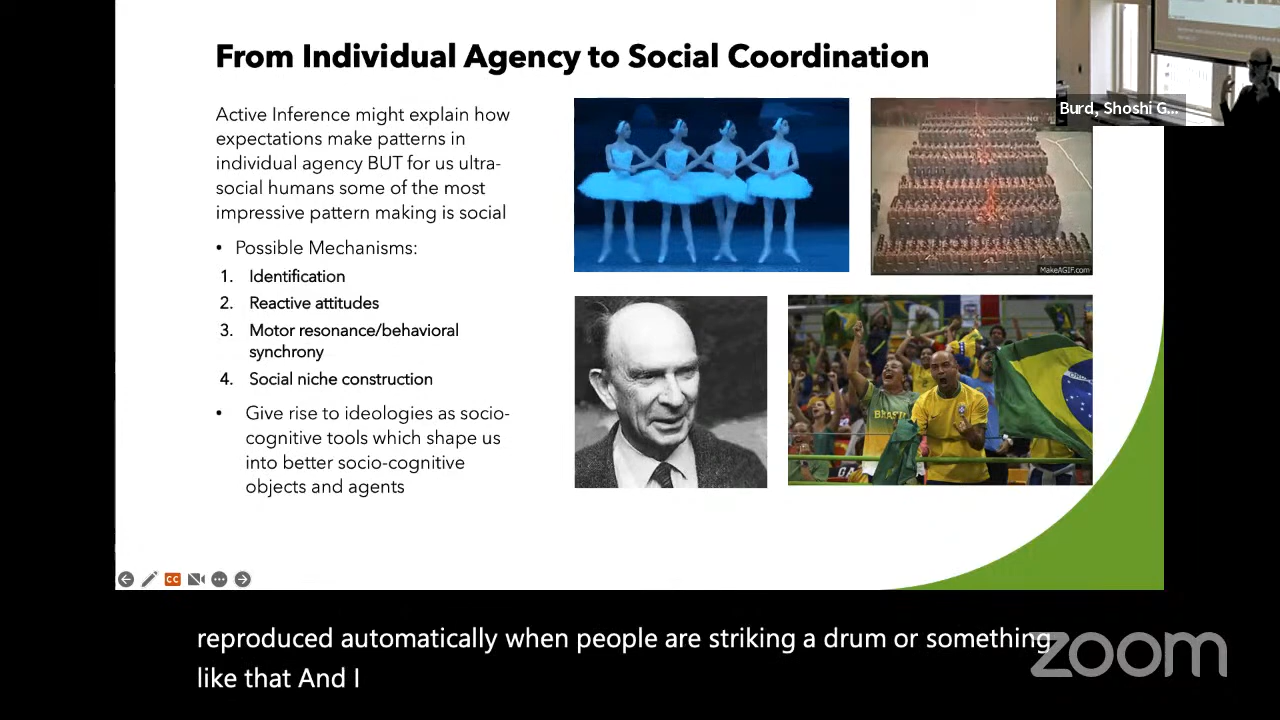 From Individual Agency to Social Coordination
Active Inference might explain how
expectations make patterns in
individual agency BUT for us ultra-
social humans some of the most
impressive pattern making is social
• Possible Mechanisms:
1. Identification
2. Reactive attitudes
3. Motor resonance/behavioral
synchrony
4. Social niche construction
• Give rise to ideologies as socio-
cognitive tools which shape us
into better socio-cognitive
objects and agents
MakeAGIF.com
BRASIL
Burd, Shoshi G...
CC
reproduced automatically when people are striking a drum or something
like that And I
zoom